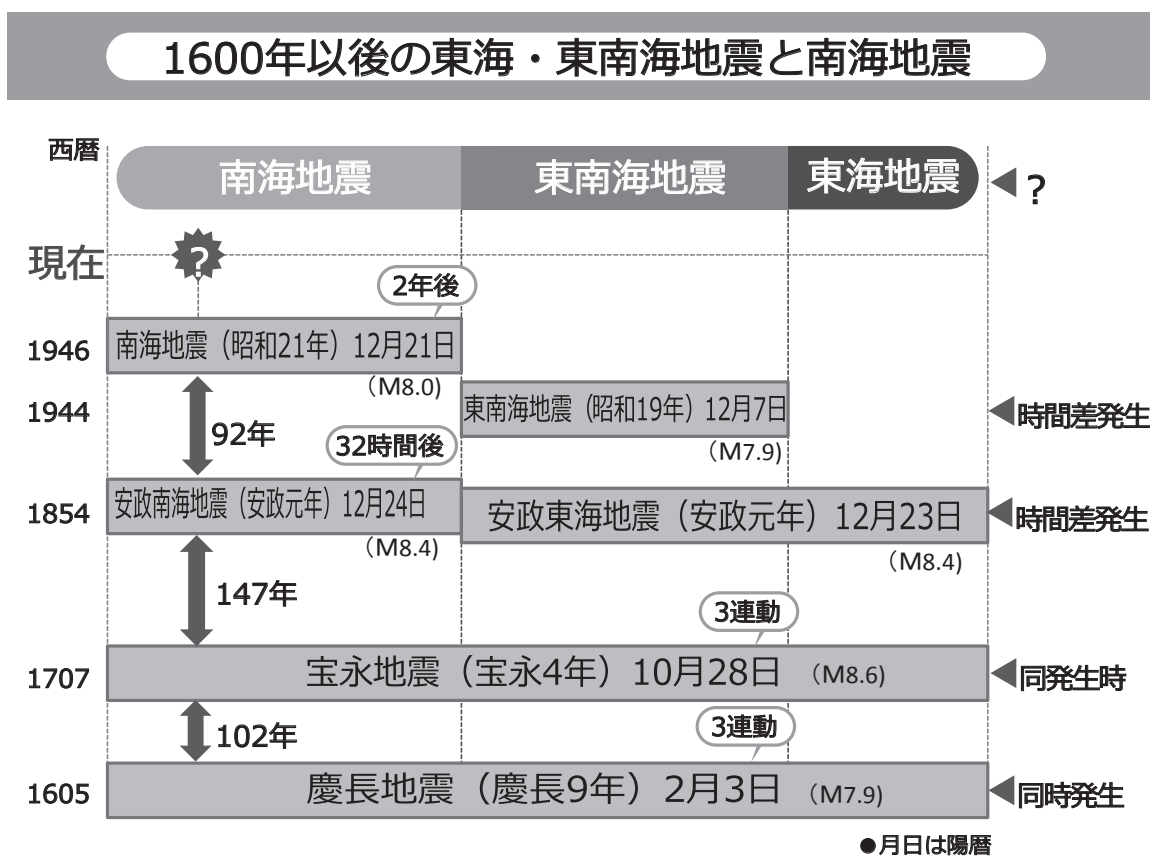 1600年以後の東海・東南海地震と南海地震
西暦
南海地震
東南海地震
東海地震
?
現在
?
2年後
1946
南海地震（昭和21年）12月21日
（M8.0）
1944
東南海地震（昭和19年）12月7日
時間差発生
92年
32時間後
（M7.9）
1854
安政南海地震（安政元年）12月24日
安政東海地震（安政元年）12月23日
時間差発生
（M8.4）
（M8.4）
147年
3連動
1707
宝永地震（宝永4年）10月28日 （M8.6）
同発生時
102年
3連動
1605
慶長地震（慶長9年）2月3日 （M7.9）
同時発生
●月日は陽暦